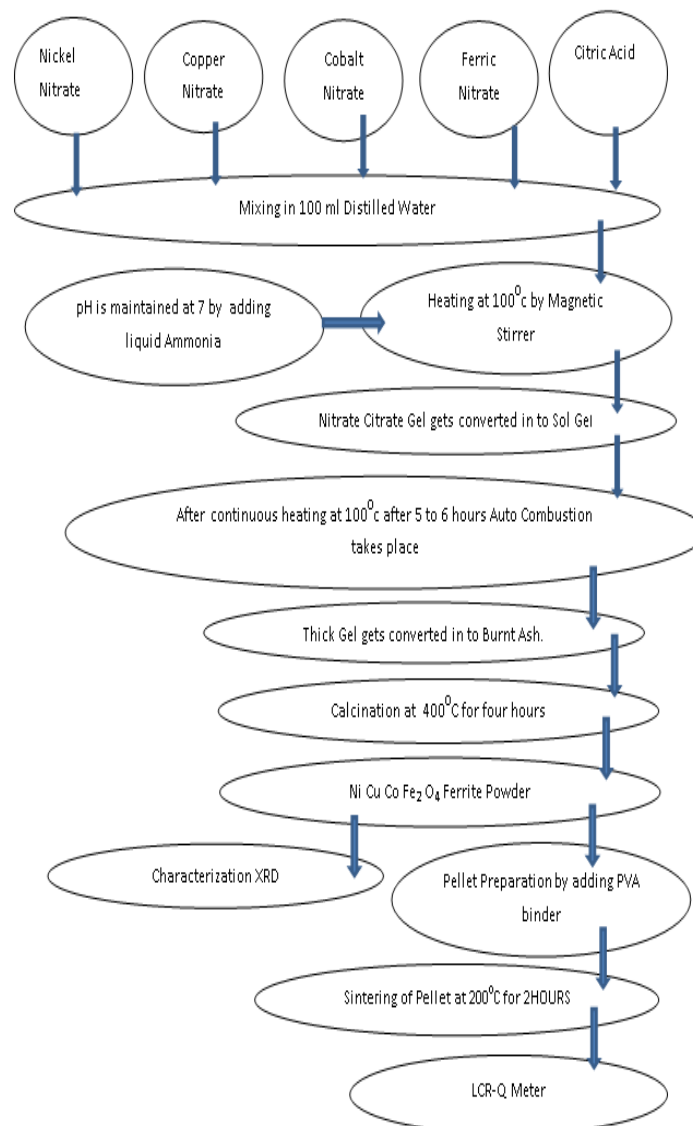 Nickel
Nitrate
Copper
Nitrate
Cobalt
Nitrate
Ferric
Nitrate
Citric Acid
Mixing in 100 ml Distilled Water
pH is maintained at 7 by adding
liquid Ammonia
Heating at 100⁰c by Magnetic
Stirrer
Nitrate Citrate Gel gets converted in to Sol Gel
After continuous heating at 100⁰c after 5 to 6 hours Auto Combustion
takes place
Thick Gel gets converted in to Burnt Ash.
Calcination at 400⁰C for four hours
Ni Cu Co Fe₂ O₄ Ferrite Powder
Characterization XRD
Pellet Preparation by adding PVA
binder
Sintering of Pellet at 200⁰C for 2HOURS
LCR-Q Meter